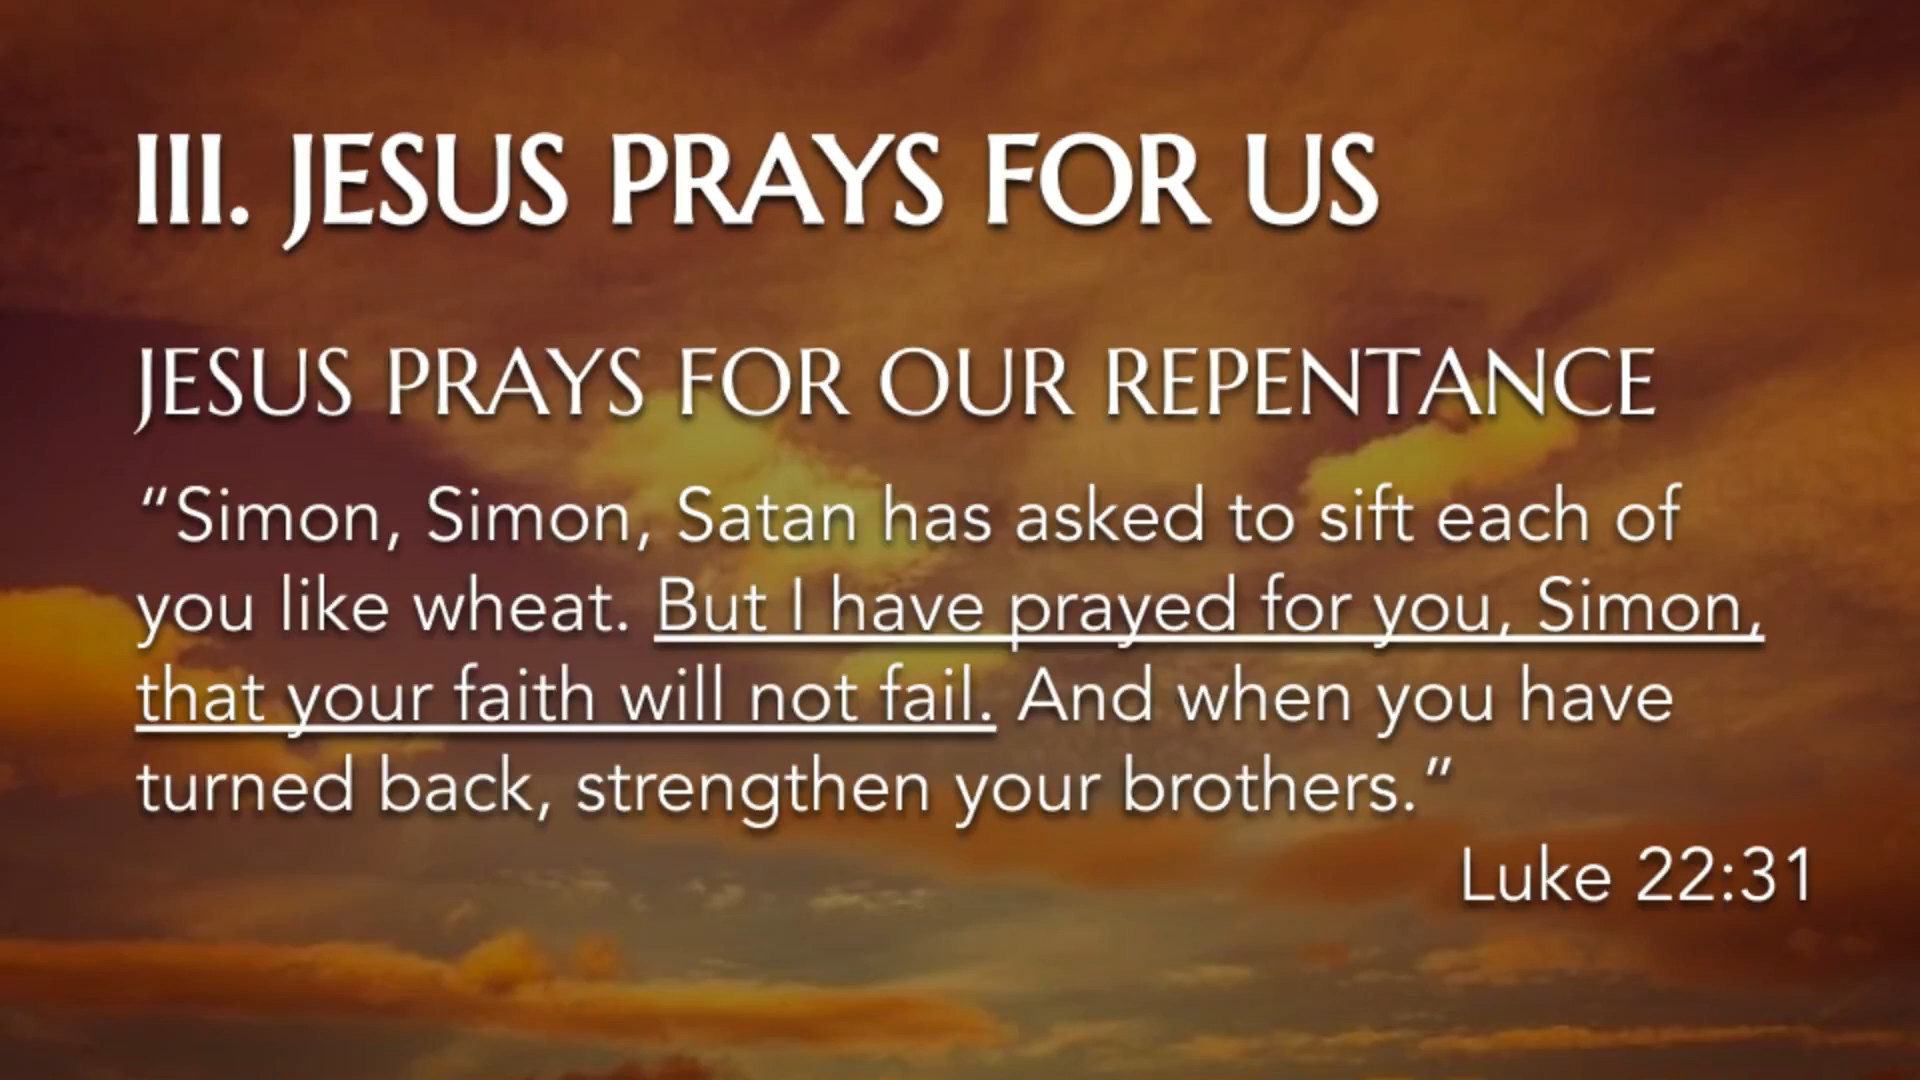 III. JESUS PRAYS FOR US
JESUS PRAYS FOR OUR REPENTANCE
“Simon, Simon, Satan has asked to sift each of
you like wheat. But I have prayed for you, Simon,
that your faith will not fail. And when you have
turned back, strengthen your brothers.”
Luke 22:31